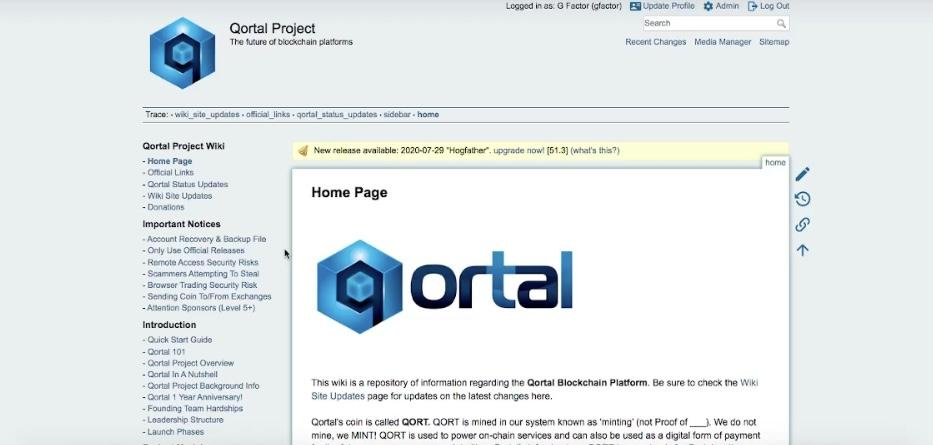 Logged in as: G Factor (gfactor) Update Profile Admin Log Out
Qortal Project
The future of blockchain platforms
Search
Recent Changes Media Manager Sitemap
Trace: • wiki_site_updates • official_links • qortal_status_updates • sidebar • home
Qortal Project Wiki
- Home Page
- Official Links
- Qortal Status Updates
- Wiki Site Updates
- Donations
Important Notices
- Account Recovery & Backup File
- Only Use Official Releases
- Remote Access Security Risks
- Scammers Attempting To Steal
- Browser Trading Security Risk
- Sending Coin To/From Exchanges
- Attention Sponsors (Level 5+)
Introduction
- Quick Start Guide
- Qortal 101
- Qortal Project Overview
- Qortal In A Nutshell
- Qortal Project Background Info
- Qortal 1 Year Anniversary!
- Founding Team Hardships
- Leadership Structure
- Launch Phases
New release available: 2020-07-29 "Hogfather". upgrade now! [51.3] (what's this?)
home
Home Page
qortal
This wiki is a repository of information regarding the Qortal Blockchain Platform. Be sure to check the Wiki
Site Updates page for updates on the latest changes here.
Qortal's coin is called QORT. QORT is mined in our system known as 'minting' (not Proof of ___). We do not
mine, we MINT! QORT is used to power on-chain services and can also be used as a digital form of payment